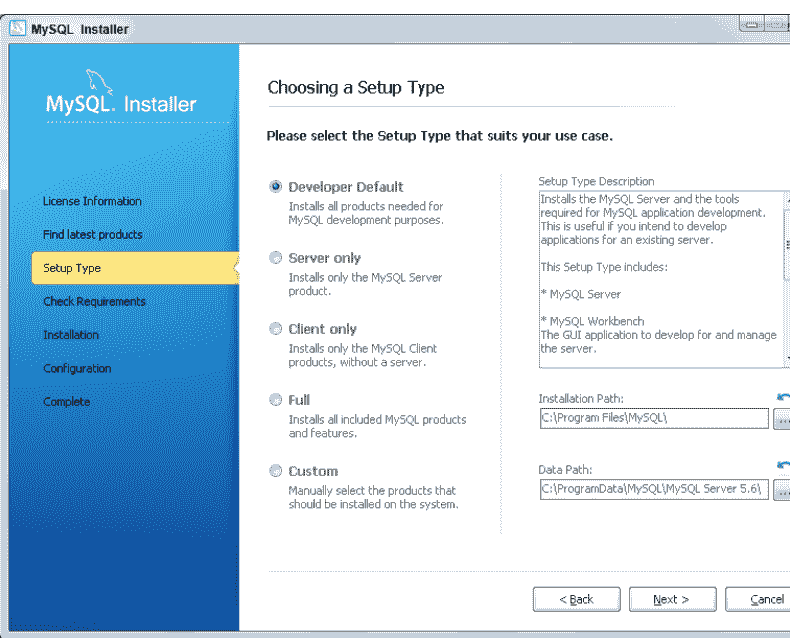 MySQL Installer
MySQL. Installer
License Information
Find latest products
Setup Type
Check Requirements
Installation
Configuration
Complete
Choosing a Setup Type
Please select the Setup Type that suits your use case.
Developer Default
Installs all products needed for
MySQL development purposes.
Server only
Installs only the MySQL Server
product.
Client only
Installs only the MySQL Client
products, without a server.
Full
Installs all included MySQL products
and features.
Custom
Manually select the products that
should be installed on the system.
Setup Type Description
Installs the MySQL Server and the tools
required for MySQL application development.
This is useful if you intend to develop
applications for an existing server.
This Setup Type includes:
* MySQL Server
* MySQL Workbench
The GUI application to develop for and manage
the server.
Installation Path:
C:\Program Files\MySQL\
...
Data Path:
C:\ProgramData\MySQL\MySQL Server 5.6\
...
< Back
Next >
Cancel